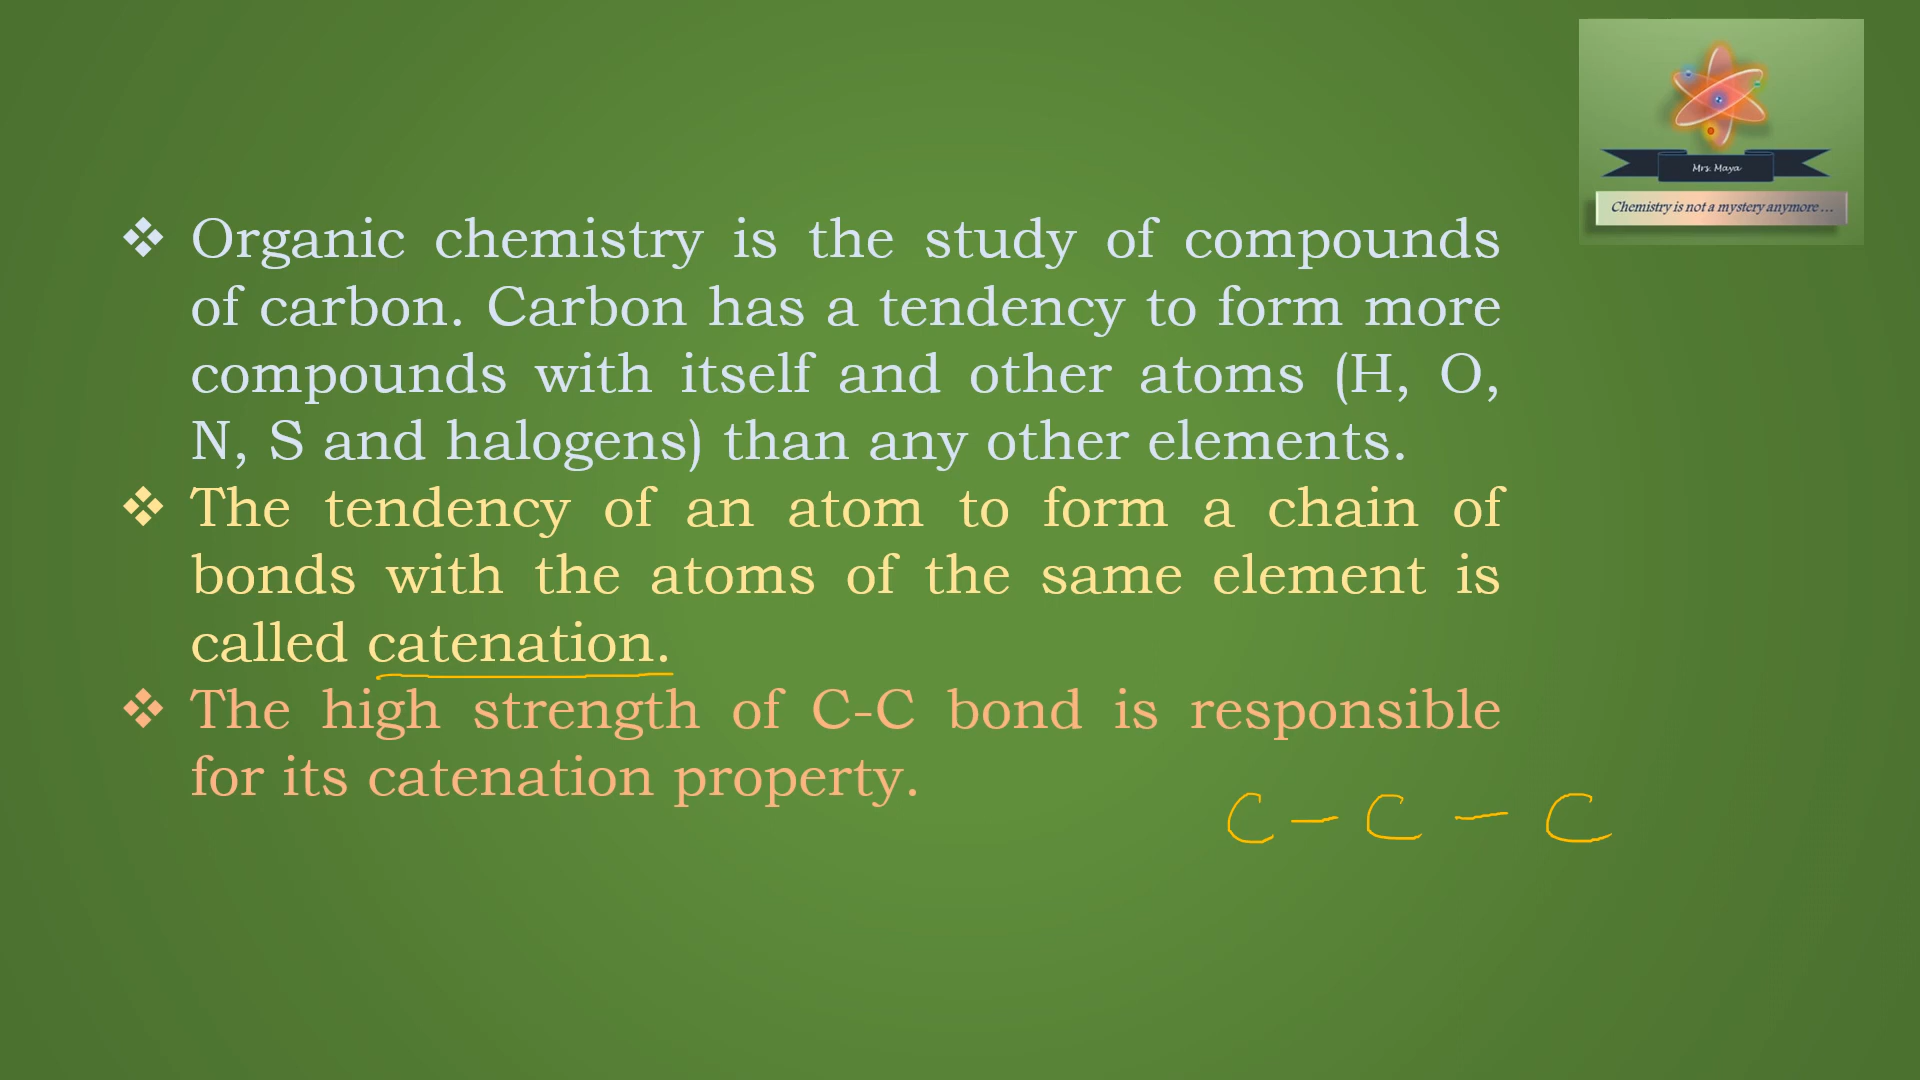 Mrs. Maya
Chemistry is not a mystery anymore ...
❖ Organic chemistry is the study of compounds
of carbon. Carbon has a tendency to form more
compounds with itself and other atoms (H, O,
N, S and halogens) than any other elements.
❖ The tendency of an atom to form a chain of
bonds with the atoms of the same element is
called catenation.
❖ The high strength of C-C bond is responsible
for its catenation property.
C - C - C